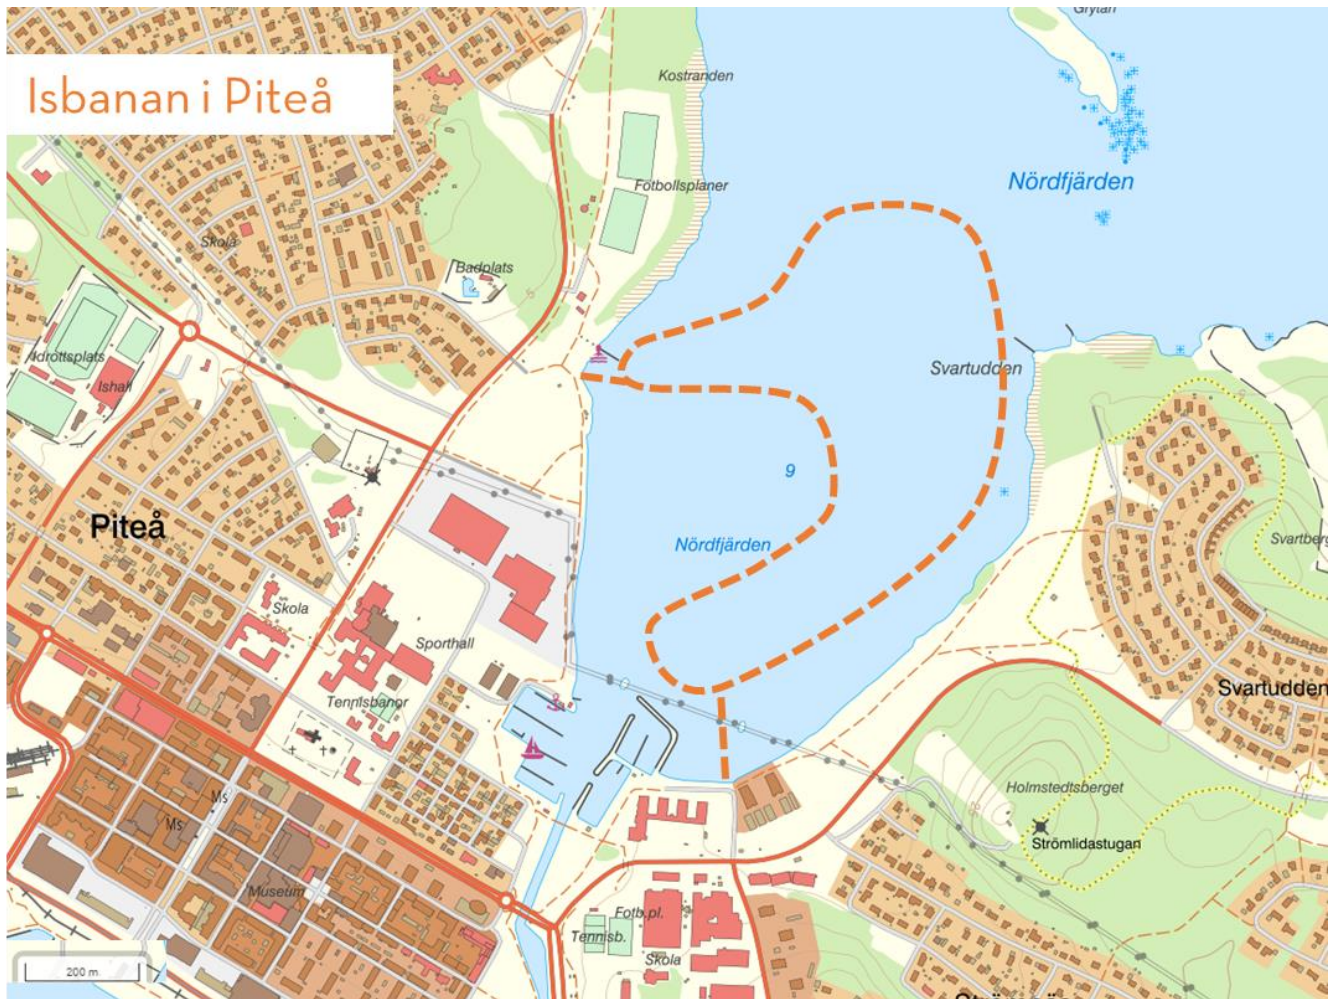 Grytan
Isbanan i Piteå
Kostranden
Nördfjärden
Fotbollsplaner
Skola
Badplats
Idrottsplats
Ishall
Svartudden
9
Piteå
Nördfjärden
Skola
Sporthall
Svartudden
Tennisbanor
Holmstedtsberget
Ms
Ms
Strömlidastugan
Museum
Fotb.pl.
Tennisb.
Skola
200 m